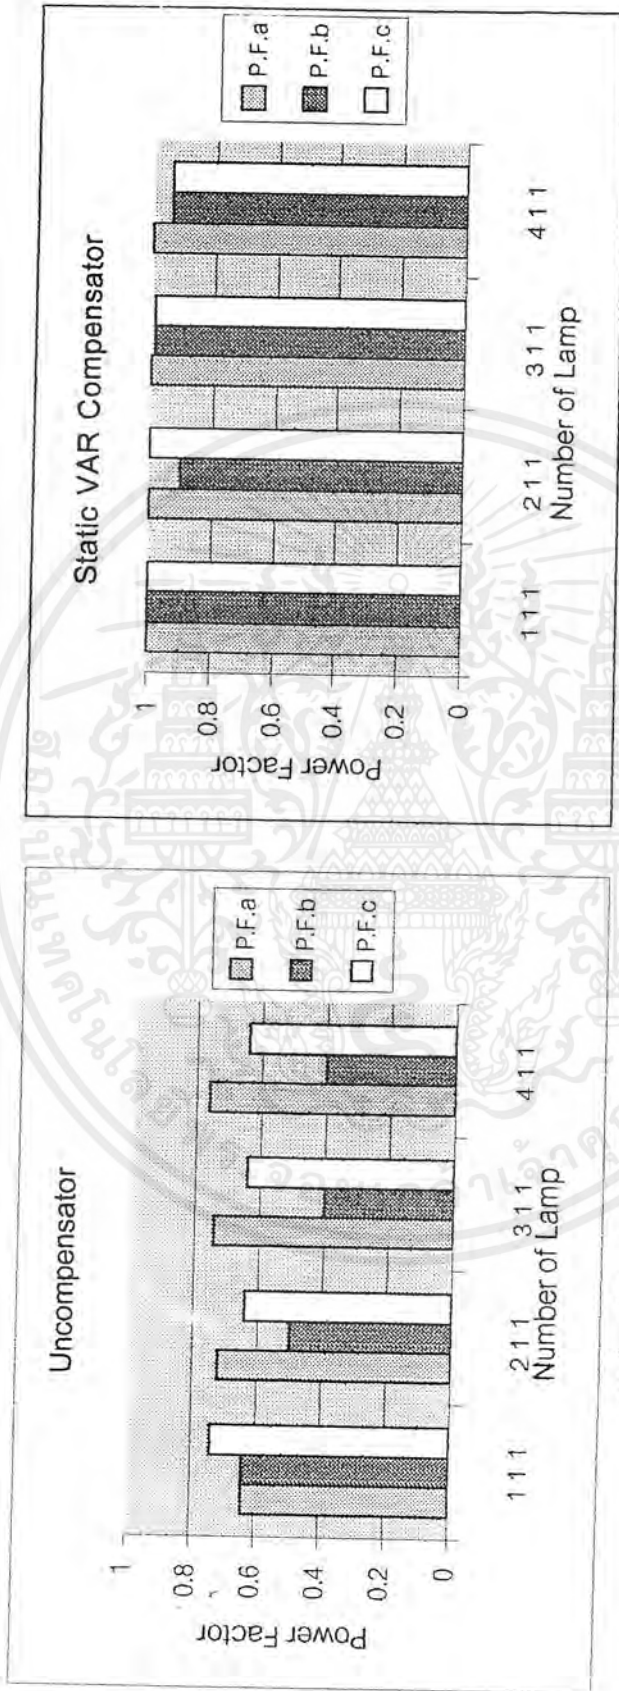 Uncompensator
Power Factor
1
0.8
0.6
0.4
0.2
0
1 1 1
2 1 1
3 1 1
4 1 1
Number of Lamp
P.F.a
P.F.b
P.F.c
Static VAR Compensator
Power Factor
1
0.8
0.6
0.4
0.2
0
1 1 1
2 1 1
3 1 1
4 1 1
Number of Lamp
P.F.a
P.F.b
P.F.c